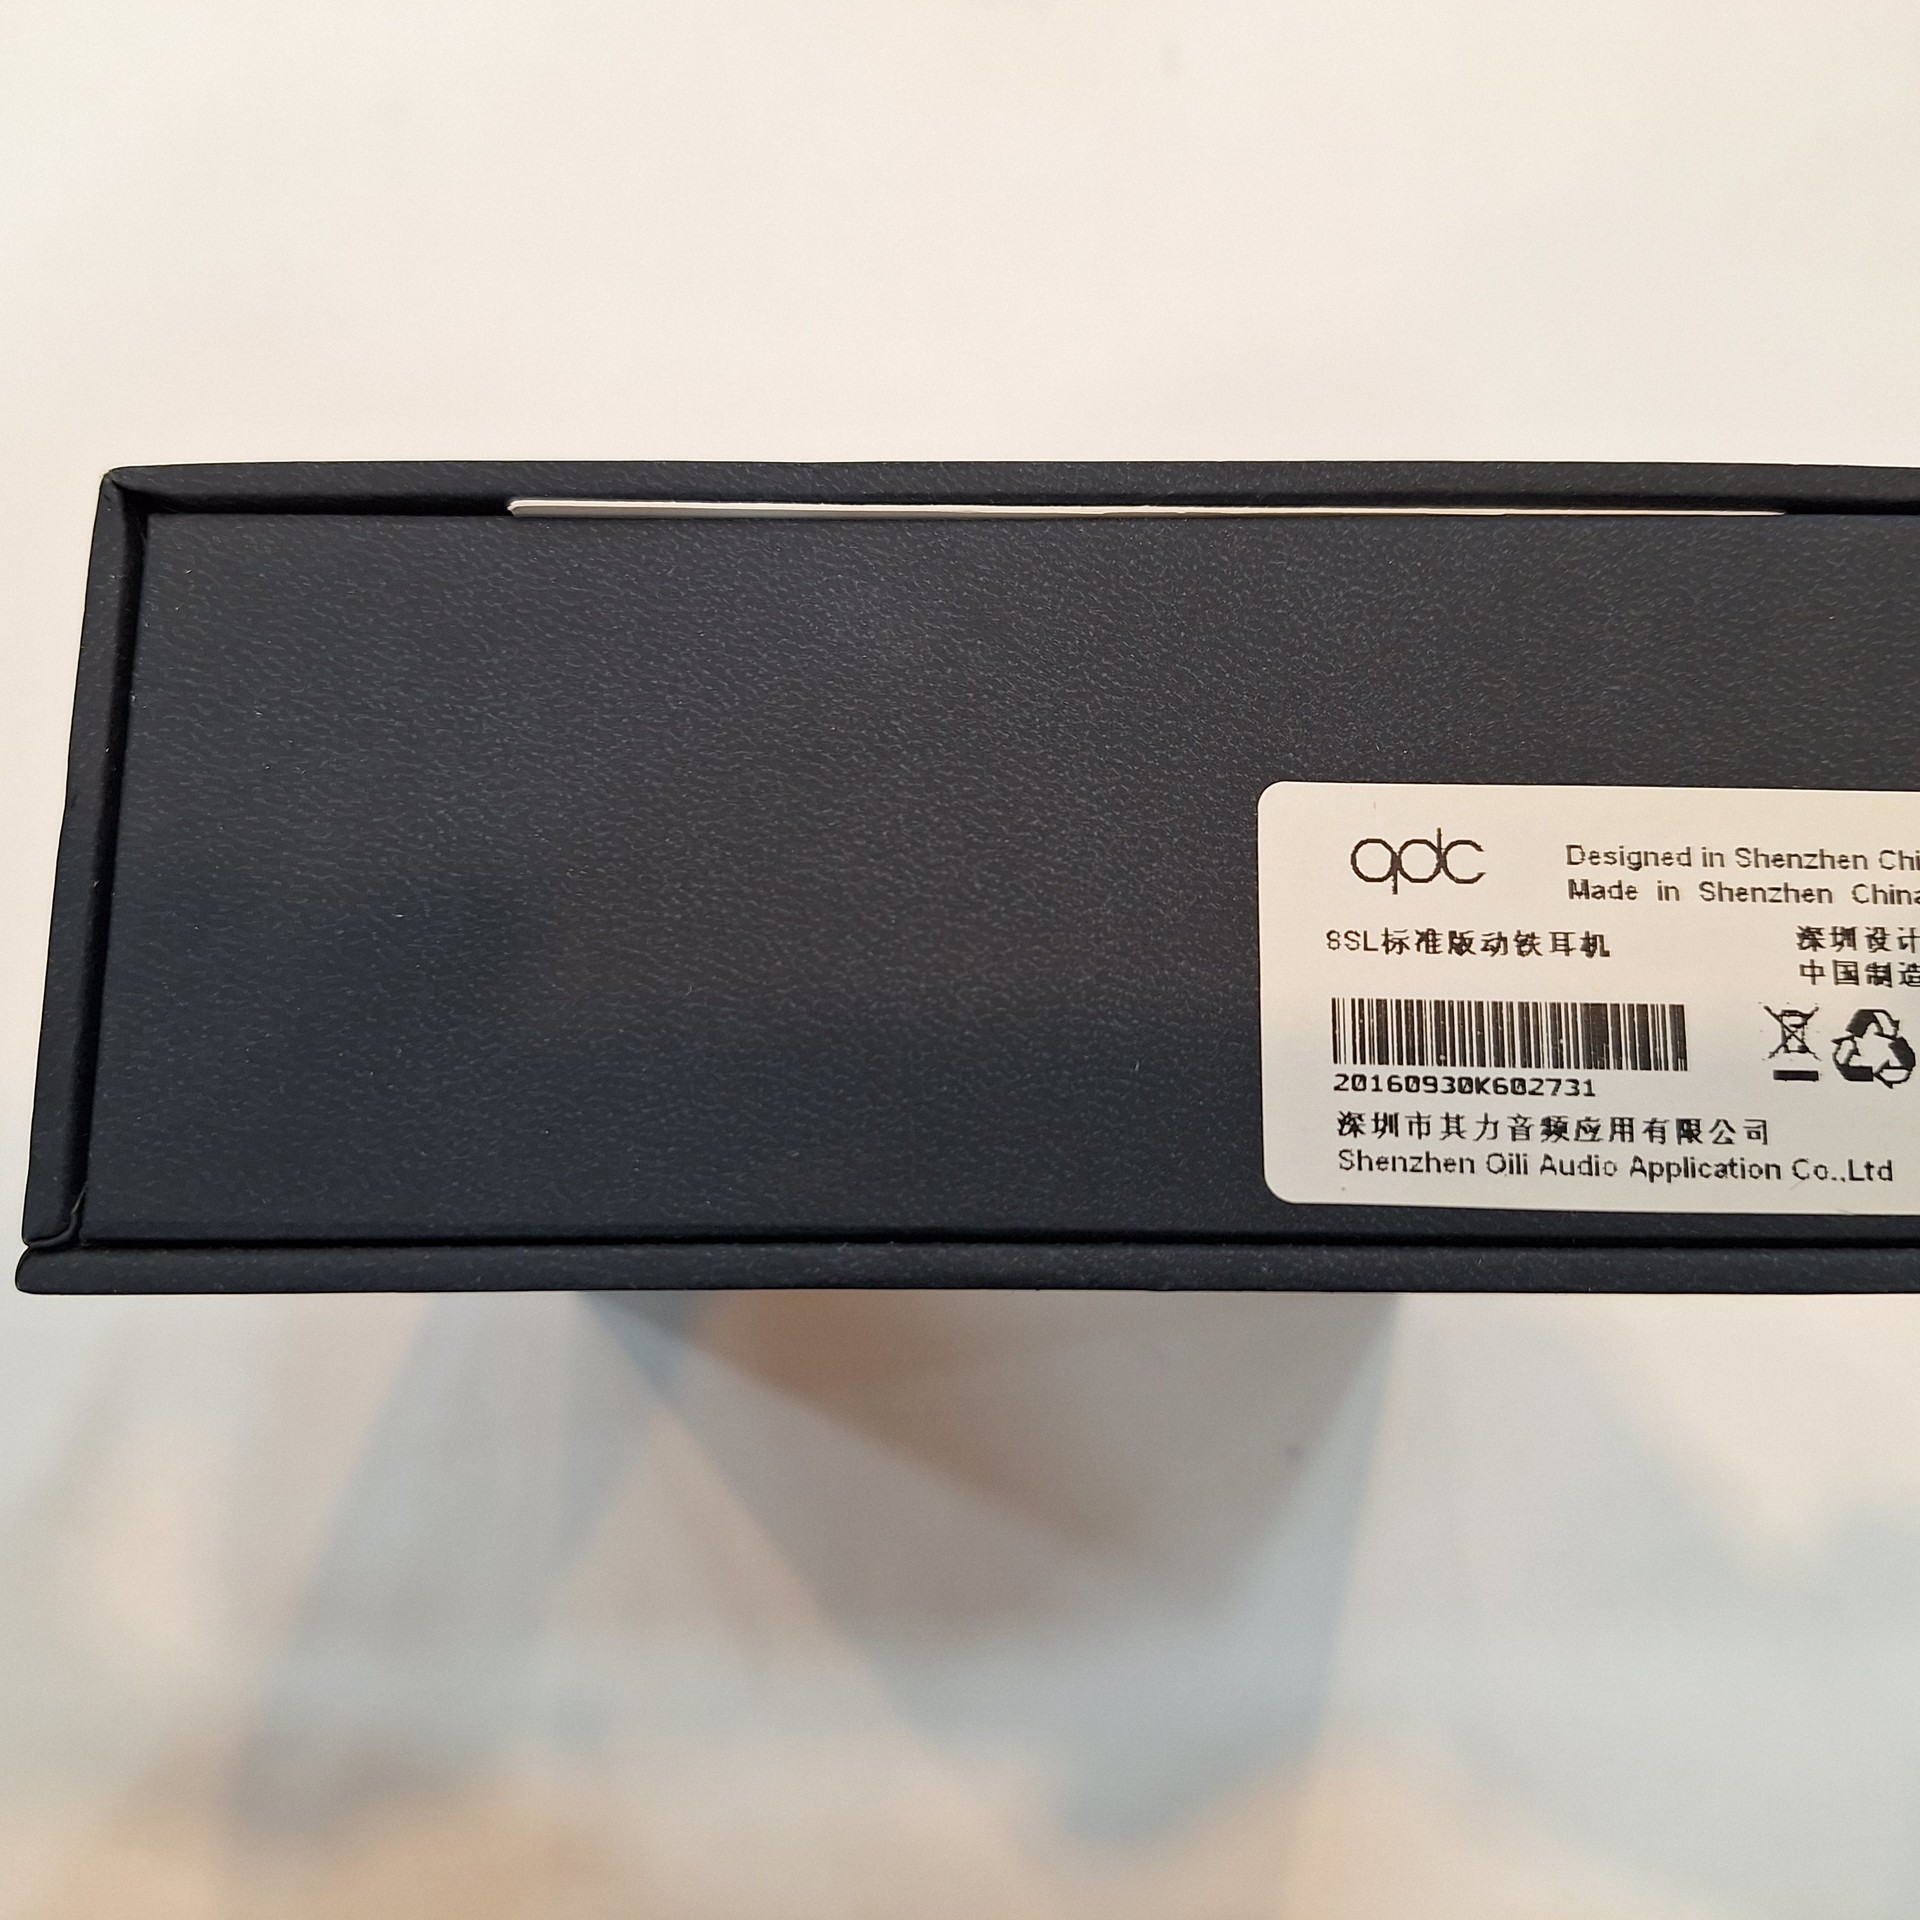 qdc
Designed in Shenzhen Chi
Made in Shenzhen China
8SL标准版动铁耳机
深圳设计
中国制造
20160930K602731
深圳市其力音频应用有限公司
Shenzhen Qili Audio Application Co.,Ltd